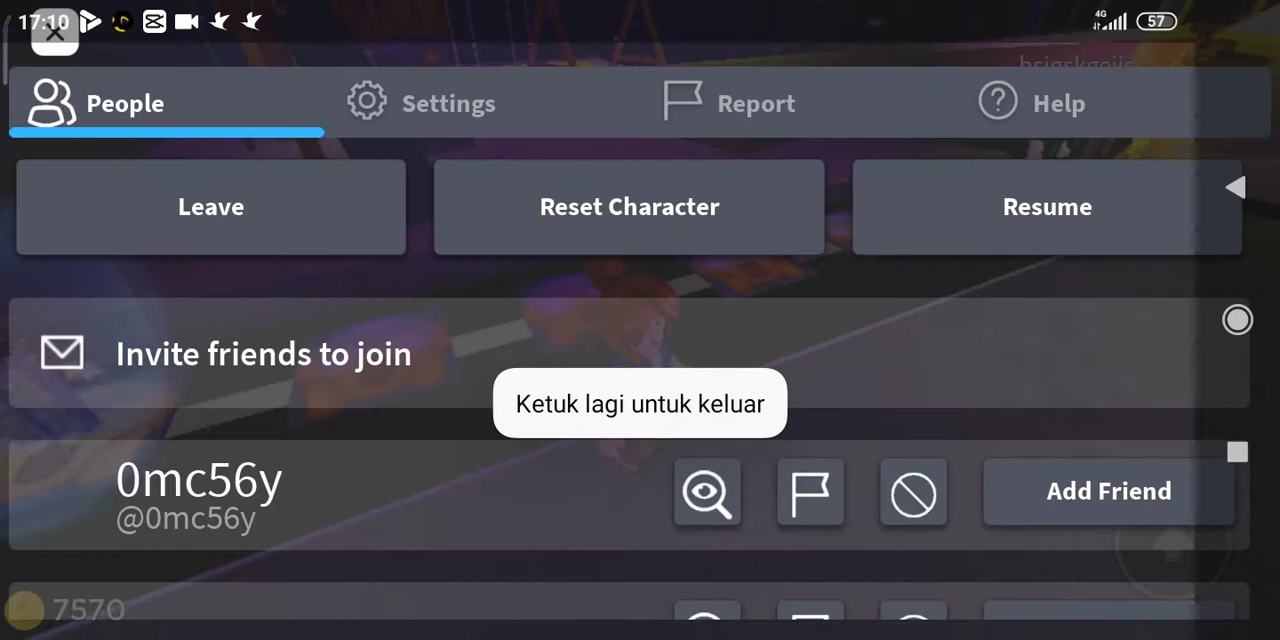 17:10
4G
57
People
Settings
Report
Help
Leave
Reset Character
Resume
Invite friends to join
Ketuk lagi untuk keluar
0mc56y
@0mc56y
Add Friend
7570